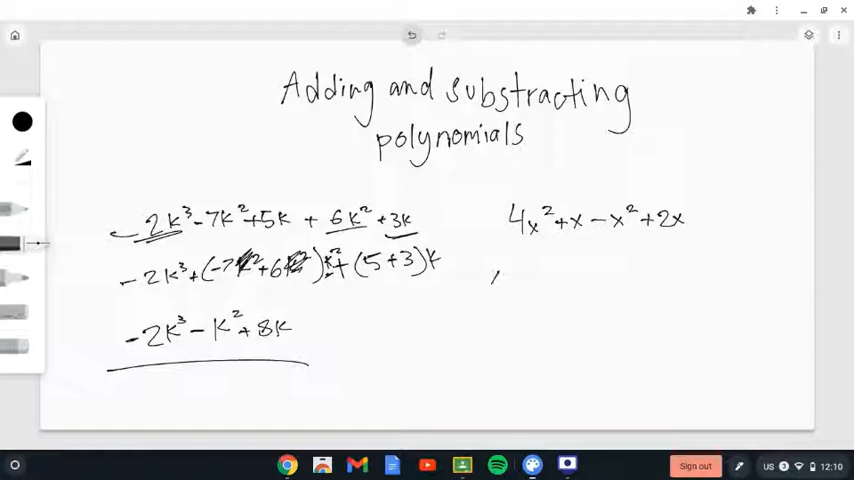 Adding and substracting
polynomials
-2k³-7k²+5k + 6k²+3k
-2k³+(-7+6)k²+(5+3)k
-2k³-k²+8k
4x²+x-x²+2x
Sign out
US
3
12:10